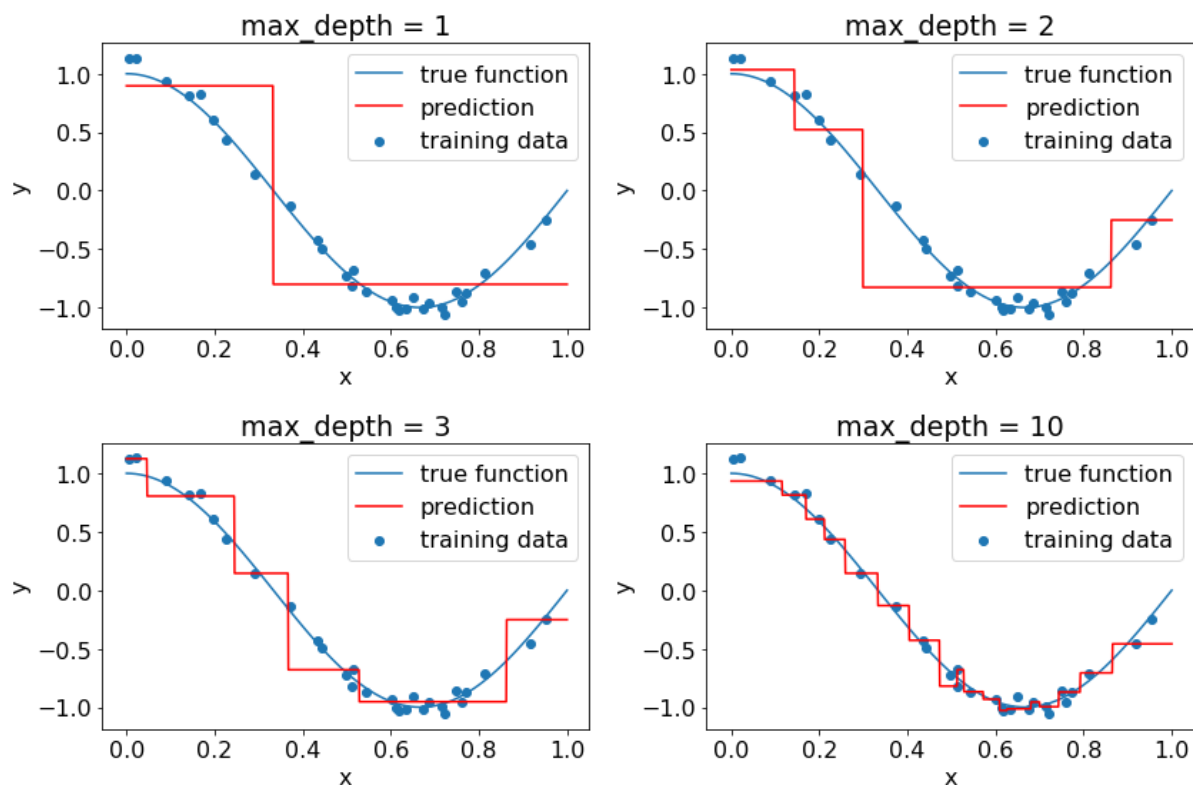 max_depth = 1
true function
prediction
training data
1.0
0.5
0.0
−0.5
−1.0
y
0.0 0.2 0.4 0.6 0.8 1.0
x
max_depth = 2
true function
prediction
training data
1.0
0.5
0.0
−0.5
−1.0
y
0.0 0.2 0.4 0.6 0.8 1.0
x
max_depth = 3
true function
prediction
training data
1.0
0.5
0.0
−0.5
−1.0
y
0.0 0.2 0.4 0.6 0.8 1.0
x
max_depth = 10
true function
prediction
training data
1.0
0.5
0.0
−0.5
−1.0
y
0.0 0.2 0.4 0.6 0.8 1.0
x